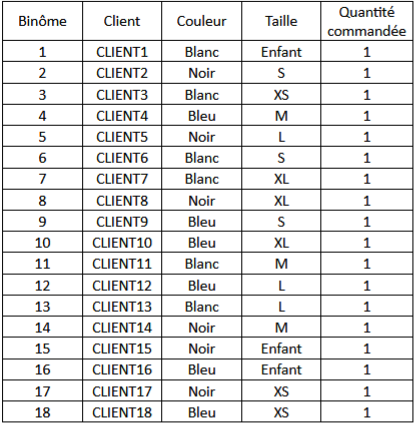 Binôme Client Couleur Taille Quantité commandée
1 CLIENT1 Blanc Enfant 1
2 CLIENT2 Noir S 1
3 CLIENT3 Blanc XS 1
4 CLIENT4 Bleu M 1
5 CLIENT5 Noir L 1
6 CLIENT6 Blanc S 1
7 CLIENT7 Blanc XL 1
8 CLIENT8 Noir XL 1
9 CLIENT9 Bleu S 1
10 CLIENT10 Bleu XL 1
11 CLIENT11 Blanc M 1
12 CLIENT12 Bleu L 1
13 CLIENT13 Blanc L 1
14 CLIENT14 Noir M 1
15 CLIENT15 Noir Enfant 1
16 CLIENT16 Bleu Enfant 1
17 CLIENT17 Noir XS 1
18 CLIENT18 Bleu XS 1